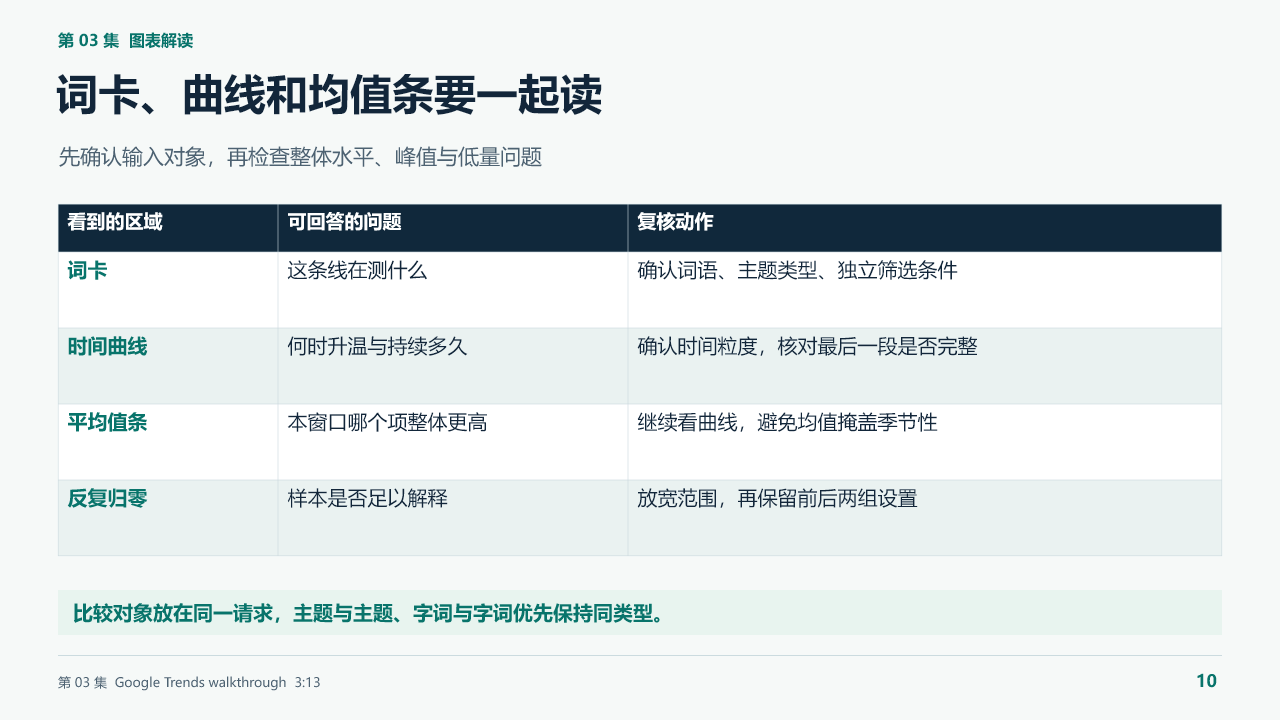 第 03 集 图表解读
词卡、曲线和均值条要一起读
先确认输入对象，再检查整体水平、峰值与低量问题
看到的区域 可回答的问题 复核动作
词卡 这条线在测什么 确认词语、主题类型、独立筛选条件
时间曲线 何时升温与持续多久 确认时间粒度，核对最后一段是否完整
平均值条 本窗口哪个项整体更高 继续看曲线，避免均值掩盖季节性
反复归零 样本是否足以解释 放宽范围，再保留前后两组设置
比较对象放在同一请求，主题与主题、字词与字词优先保持同类型。
第 03 集 Google Trends walkthrough 3:13
10